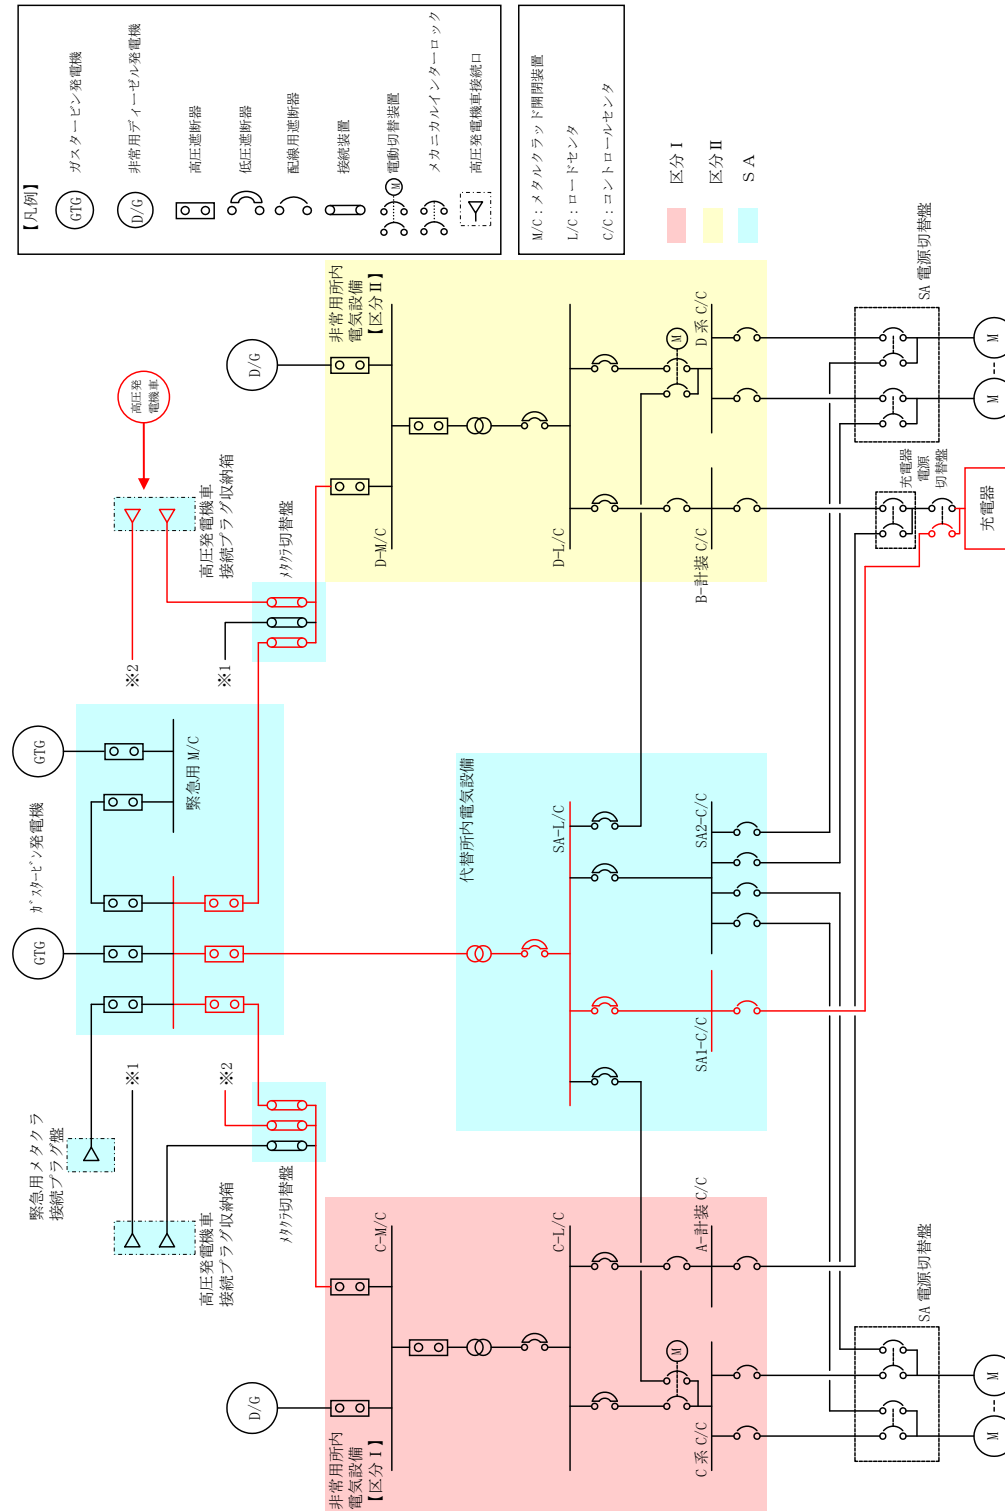 【凡例】
GTG
ガスタービン発電機
D/G
非常用ディーゼル発電機
高圧遮断器
低圧遮断器
配線用遮断器
接続装置
M
電動切替装置
メカニカルインターロック
高圧発電機車接続口
M/C：メタルクラッド開閉装置
L/C：ロードセンタ
C/C：コントロールセンタ
区分Ⅰ
区分Ⅱ
ＳＡ
緊急用メタクラ
接続プラグ盤
ｶﾞｽﾀｰﾋﾞﾝ発電機
GTG
GTG
緊急用 M/C
高圧発
電機車
高圧発電機車
接続プラグ収納箱
※1
※2
ﾒﾀｸﾗ切替盤
高圧発電機車
接続プラグ収納箱
※2
※1
ﾒﾀｸﾗ切替盤
D/G
非常用所内
電気設備
【区分Ⅰ】
C-M/C
C-L/C
C 系 C/C
A-計装 C/C
M
代替所内電気設備
SA-L/C
SA1-C/C
SA2-C/C
D/G
非常用所内
電気設備
【区分Ⅱ】
D-M/C
D-L/C
B-計装 C/C
D 系 C/C
M
SA 電源切替盤
M
M
充電器
電源
切替盤
充電器
SA 電源切替盤
M
M